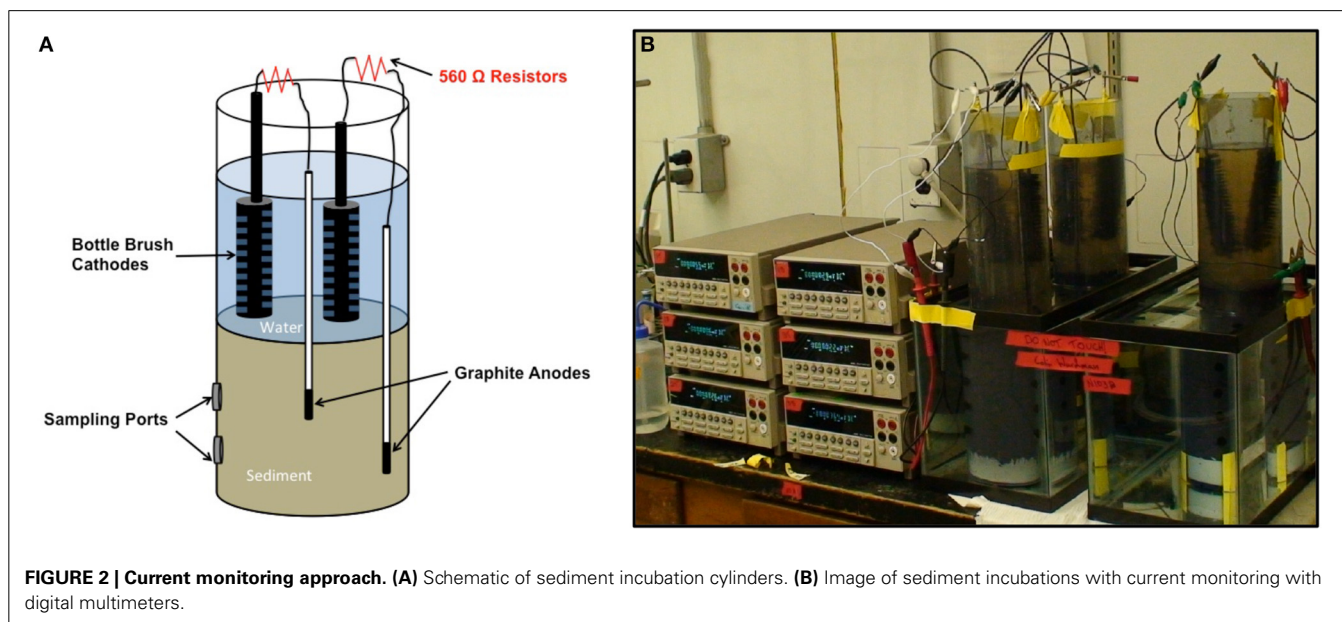 A
560 Ω Resistors
Bottle Brush
Cathodes
Water
Graphite Anodes
Sampling Ports
Sediment
B
DO NOT TOUCH
FIGURE 2 | Current monitoring approach. (A) Schematic of sediment incubation cylinders. (B) Image of sediment incubations with current monitoring with
digital multimeters.